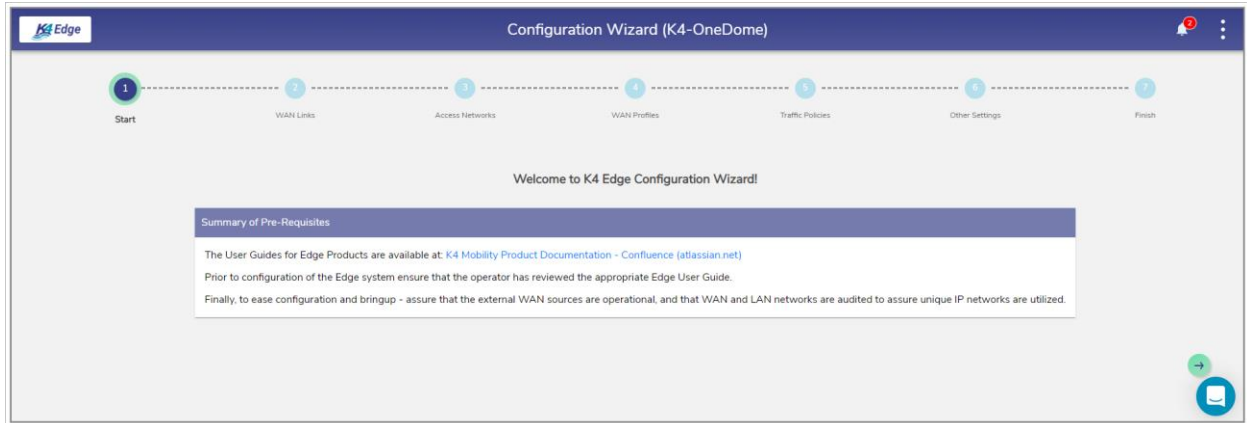 K4 Edge
Configuration Wizard (K4-OneDome)
2
1
2
3
4
5
6
7
Start
WAN Links
Access Networks
WAN Profiles
Traffic Policies
Other Settings
Finish
Welcome to K4 Edge Configuration Wizard!
Summary of Pre-Requisites
The User Guides for Edge Products are available at: K4 Mobility Product Documentation - Confluence (atlassian.net)
Prior to configuration of the Edge system ensure that the operator has reviewed the appropriate Edge User Guide.
Finally, to ease configuration and bringup - assure that the external WAN sources are operational, and that WAN and LAN networks are audited to assure unique IP networks are utilized.